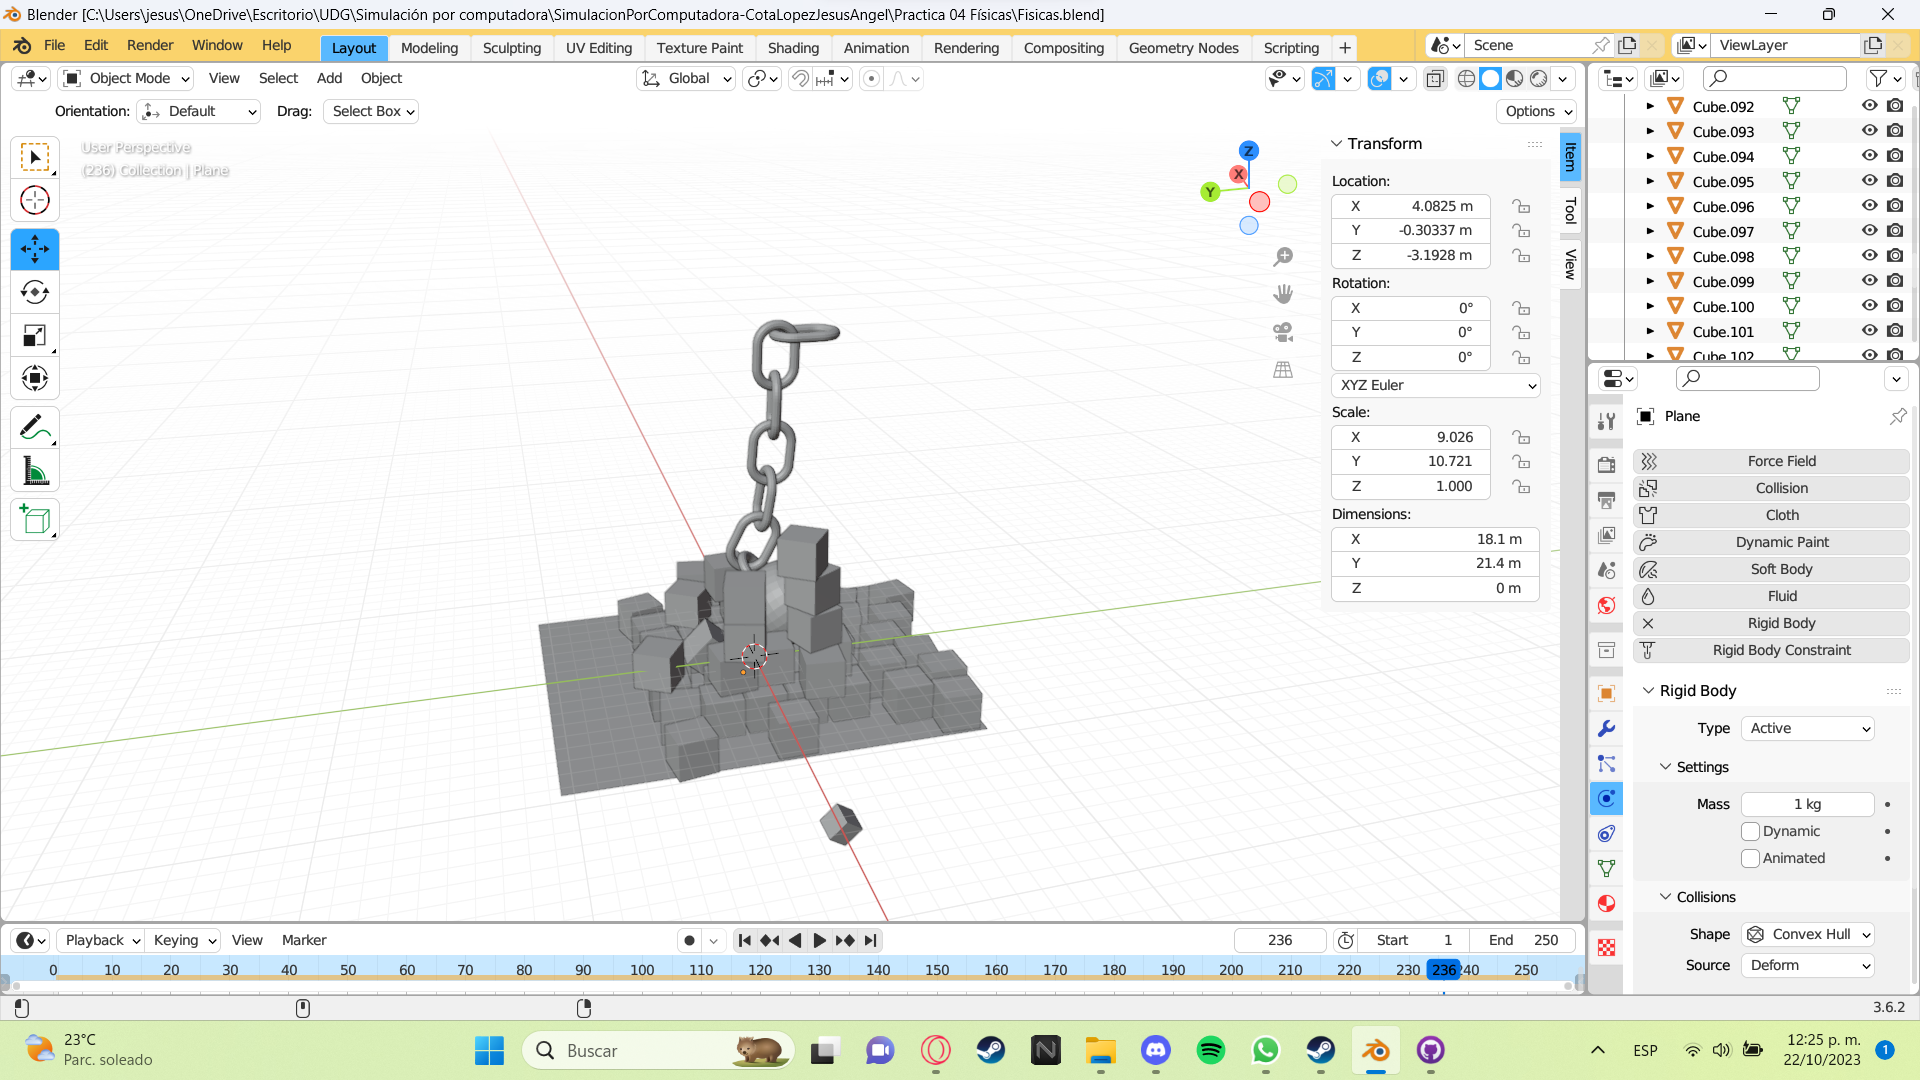 Blender [C:\Users\jesus\OneDrive\Escritorio\UDG\Simulación por computadora\SimulacionPorComputadora-CotaLopezJesusAngel\Practica 04 Físicas\Fisicas.blend]
File Edit Render Window Help Layout Modeling Sculpting UV Editing Texture Paint Shading Animation Rendering Compositing Geometry Nodes Scripting + Scene ViewLayer
Object Mode View Select Add Object Global
Orientation: Default Drag: Select Box Options
User Perspective
(236) Collection | Plane
Z
X
Y
Transform
Location:
X 4.0825 m
Y -0.30337 m
Z -3.1928 m
Rotation:
X 0°
Y 0°
Z 0°
XYZ Euler
Scale:
X 9.026
Y 10.721
Z 1.000
Dimensions:
X 18.1 m
Y 21.4 m
Z 0 m
Item
Tool
View
Cube.092
Cube.093
Cube.094
Cube.095
Cube.096
Cube.097
Cube.098
Cube.099
Cube.100
Cube.101
Cube.102
Plane
Force Field
Collision
Cloth
Dynamic Paint
Soft Body
Fluid
Rigid Body
Rigid Body Constraint
Rigid Body
Type Active
Settings
Mass 1 kg
Dynamic
Animated
Collisions
Shape Convex Hull
Source Deform
Playback Keying View Marker 236 Start 1 End 250
0 10 20 30 40 50 60 70 80 90 100 110 120 130 140 150 160 170 180 190 200 210 220 230 236 240 250
3.6.2
23°C
Parc. soleado
Buscar
ESP
12:25 p. m.
22/10/2023
1